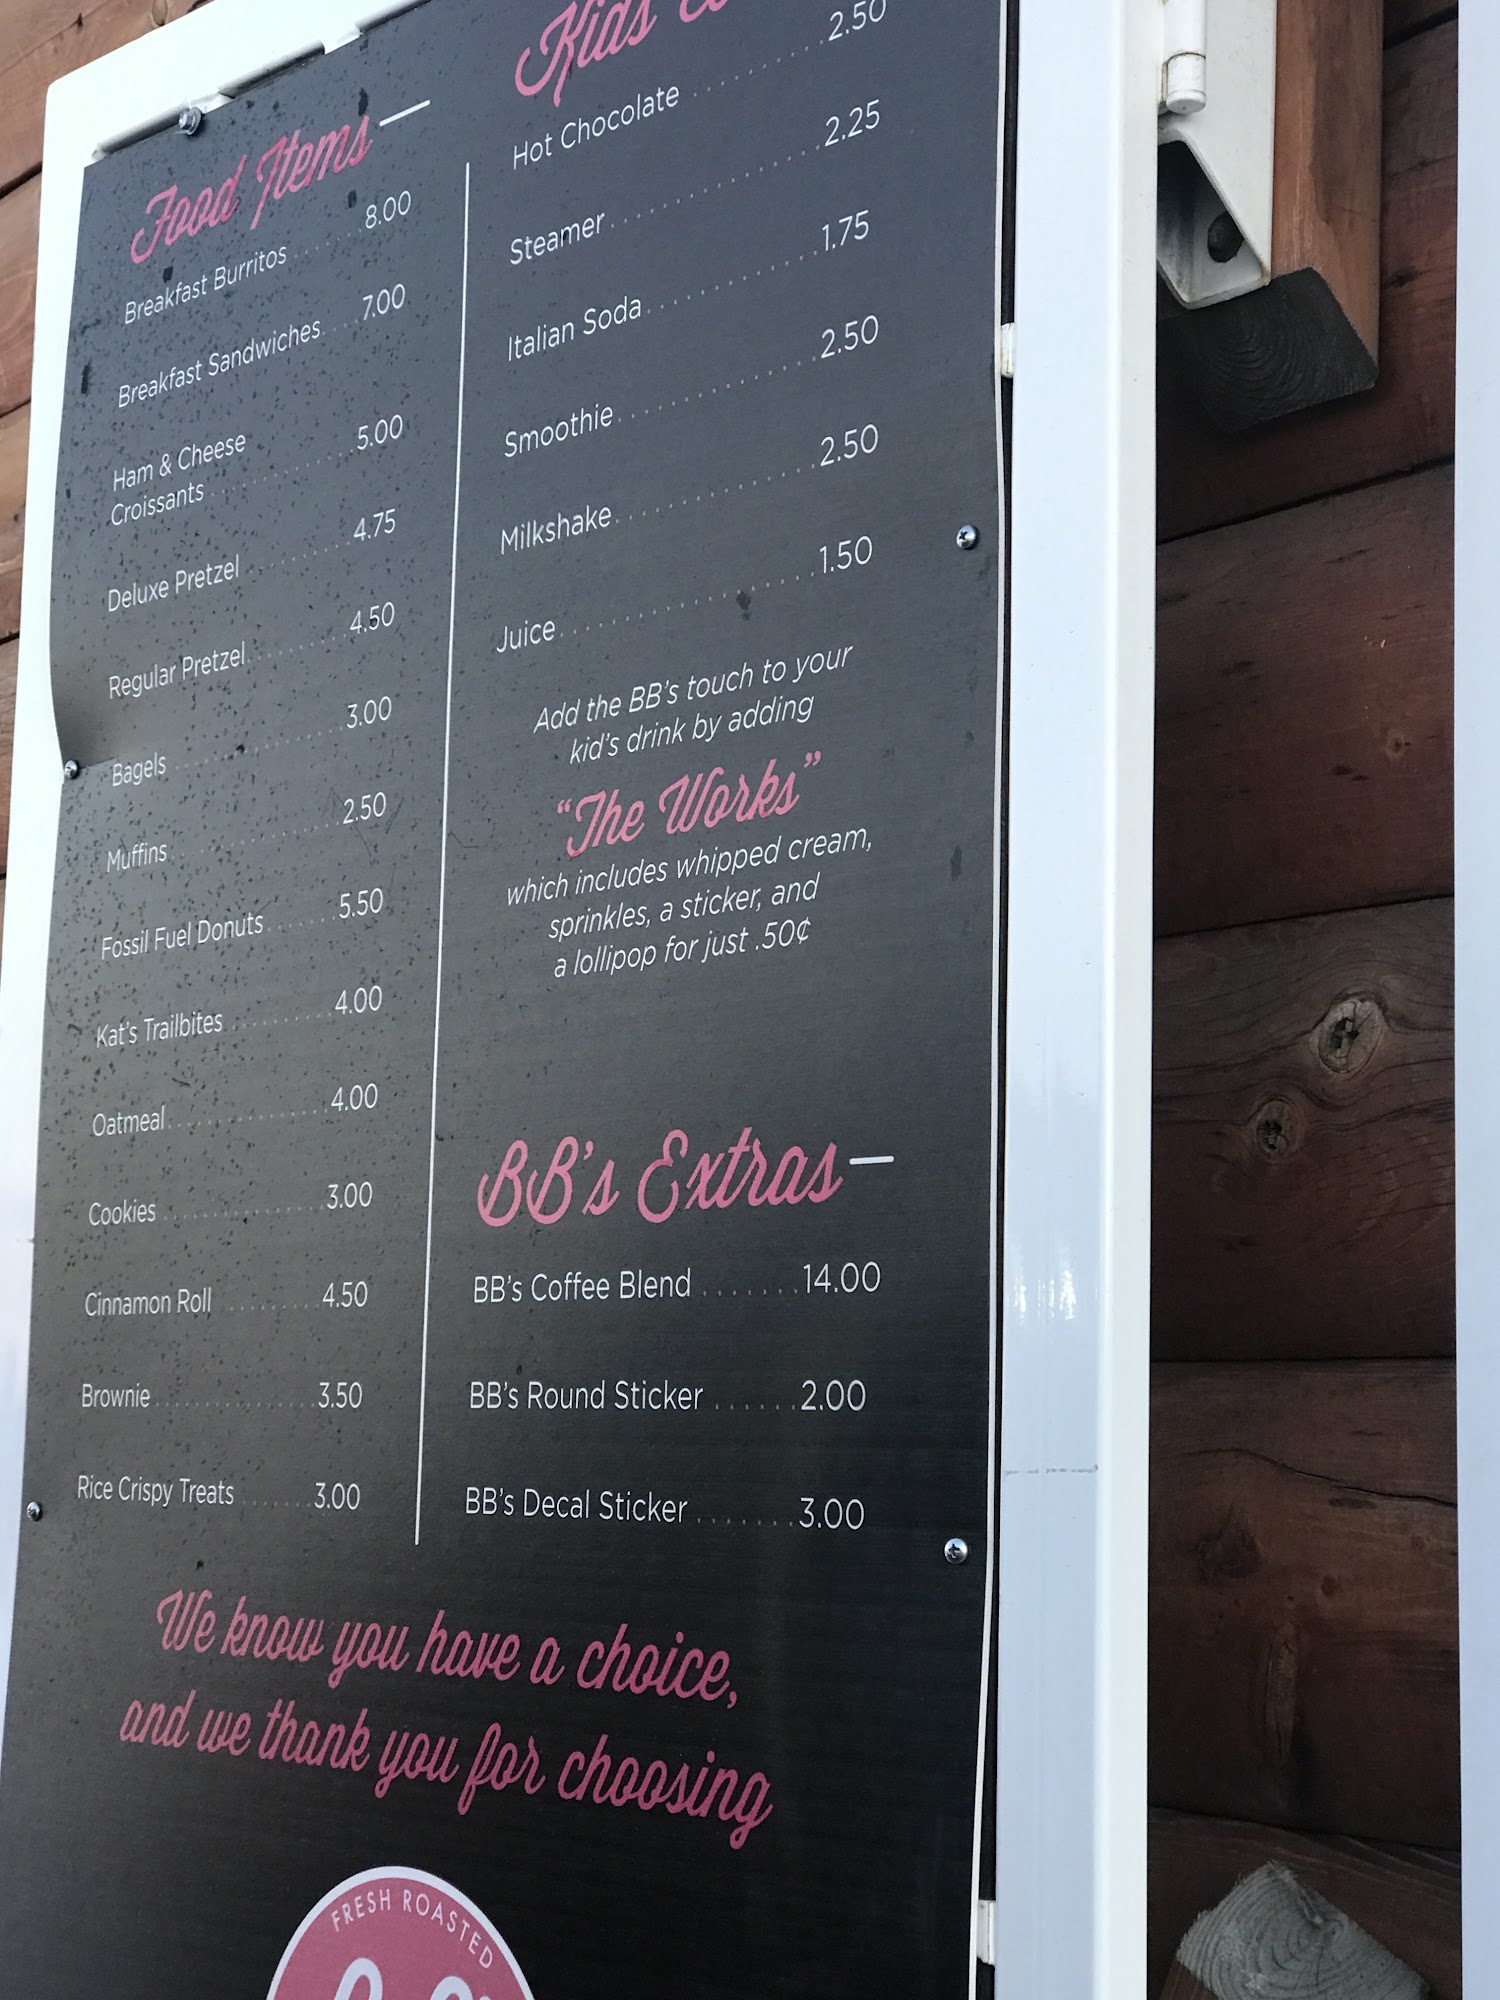 Food Items
Breakfast Burritos 8.00
Breakfast Sandwiches 7.00
Ham & Cheese
Croissants 5.00
Deluxe Pretzel 4.75
Regular Pretzel 4.50
Bagels 3.00
Muffins 2.50
Fossil Fuel Donuts 5.50
Kat's Trailbites 4.00
Oatmeal 4.00
Cookies 3.00
Cinnamon Roll 4.50
Brownie 3.50
Rice Crispy Treats 3.00
Kids
Hot Chocolate 2.50
Steamer 2.25
Italian Soda 1.75
Smoothie 2.50
Milkshake 2.50
Juice 1.50
Add the BB's touch to your
kid's drink by adding
"The Works"
which includes whipped cream,
sprinkles, a sticker, and
a lollipop for just .50¢
BB's Extras
BB's Coffee Blend 14.00
BB's Round Sticker 2.00
BB's Decal Sticker 3.00
We know you have a choice,
and we thank you for choosing
FRESH ROASTED